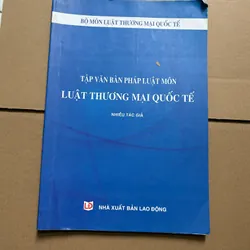 BỘ MÔN LUẬT THƯƠNG MẠI QUỐC TẾ
TẬP VĂN BẢN PHÁP LUẬT MÔN
LUẬT THƯƠNG MẠI QUỐC TẾ
NHIỀU TÁC GIẢ
NHÀ XUẤT BẢN LAO ĐỘNG